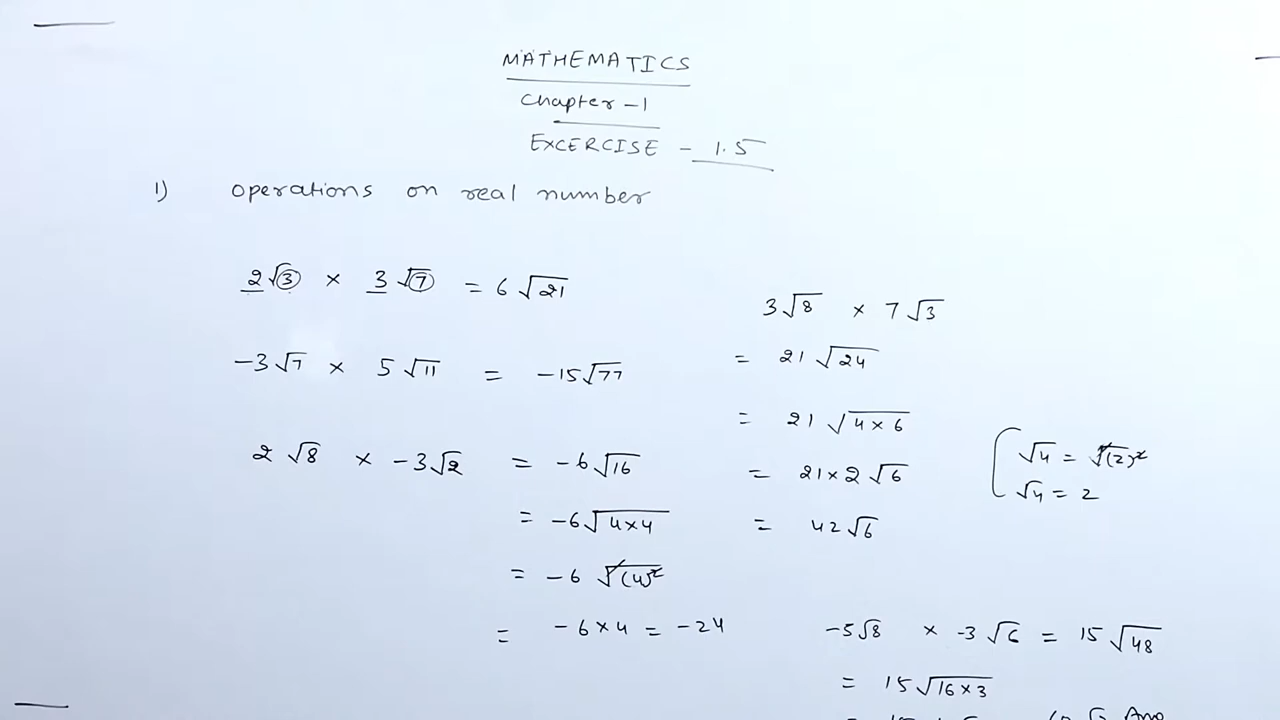 MATHEMATICS
Chapter - 1
EXCERCISE - 1.5
1) operations on real number
2√3 × 3√7 = 6√21
-3√7 × 5√11 = -15√77
2√8 × -3√2 = -6√16
= -6√4×4
= -6√(4)²
= -6×4 = -24
3√8 × 7√3
= 21√24
= 21√4×6
= 21×2√6
= 42√6
√4 = √(2)²
√4 = 2
-5√8 × -3√6 = 15√48
= 15√16×3
Ans